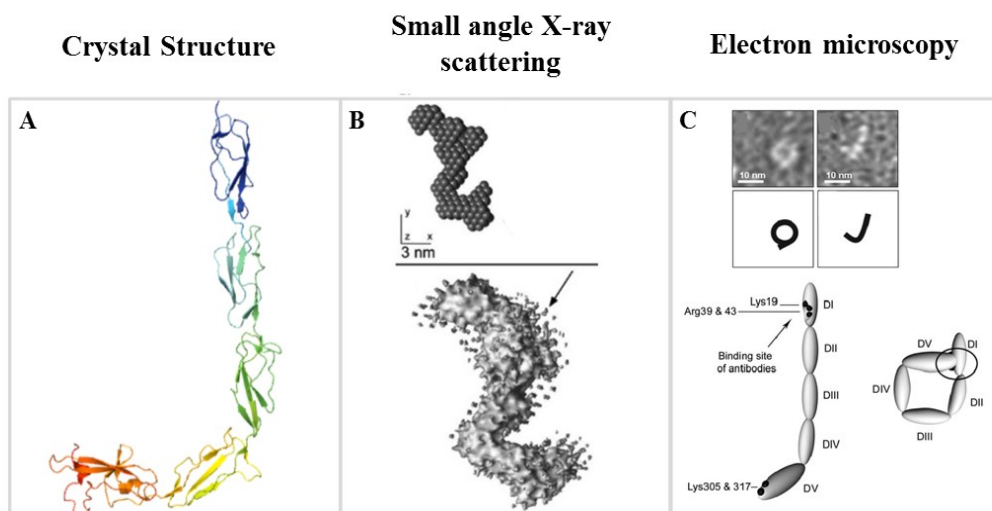 Crystal Structure
Small angle X-ray
scattering
Electron microscopy
A
B
y
z x
3 nm
C
10 nm
10 nm
Lys19
Arg39 & 43
DI
Binding site
of antibodies
DII
DIII
DIV
Lys305 & 317
DV
DV
DI
DIV
DII
DIII